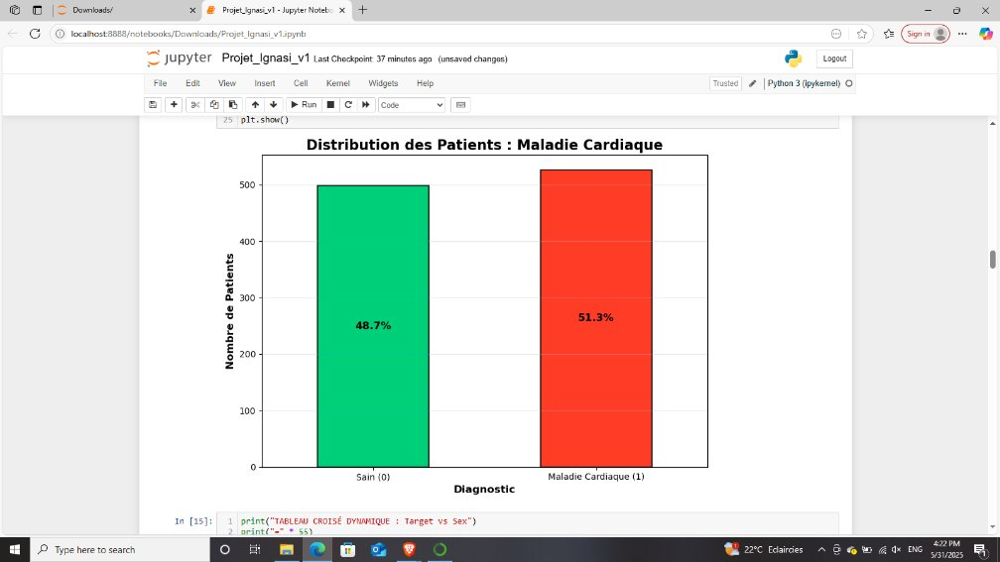 Downloads/
Projet_Ignasi_v1 - Jupyter Notebo
localhost:8888/notebooks/Downloads/Projet_Ignasi_v1.ipynb
Sign in
jupyter Projet_Ignasi_v1 Last Checkpoint: 37 minutes ago (unsaved changes)
Logout
File Edit View Insert Cell Kernel Widgets Help
Trusted
Python 3 (ipykernel)
Run
Code
25 plt.show()
Distribution des Patients : Maladie Cardiaque
500
400
300
200
100
0
Nombre de Patients
48.7%
51.3%
Sain (0)
Maladie Cardiaque (1)
Diagnostic
In [15]:
1 print("TABLEAU CROISÉ DYNAMIQUE : Target vs Sex")
2 print("=" * 55)
Type here to search
22°C Eclaircies
ENG
4:22 PM
5/31/2025
1